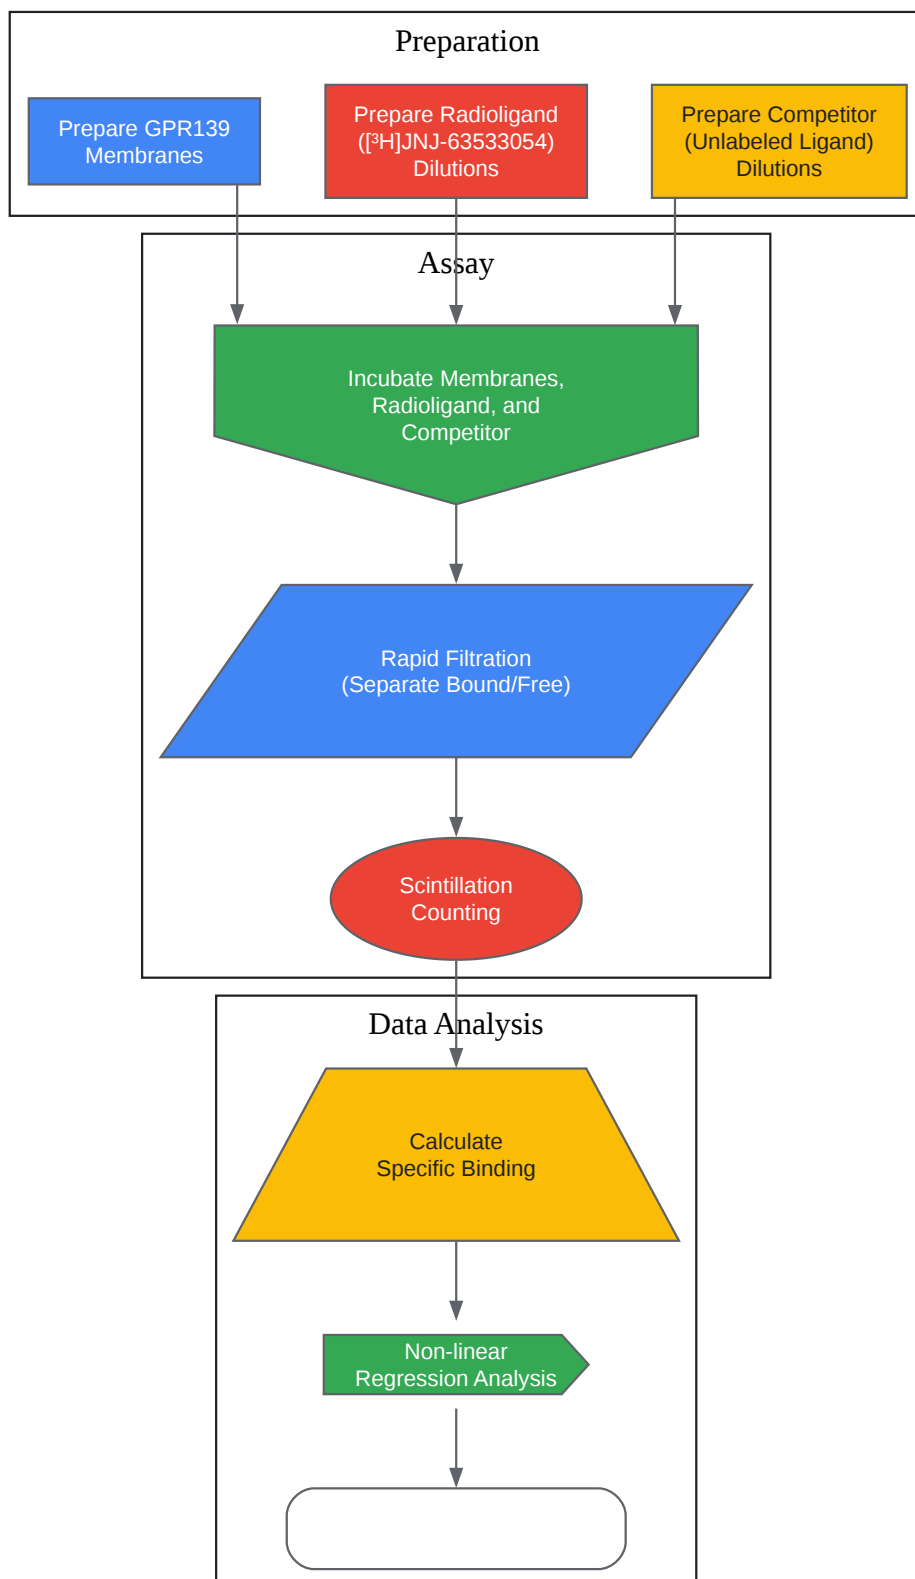 Preparation
Prepare GPR139
Membranes
Prepare Radioligand
([³H]JNJ-63533054)
Dilutions
Prepare Competitor
(Unlabeled Ligand)
Dilutions
Assay
Incubate Membranes,
Radioligand, and
Competitor
Rapid Filtration
(Separate Bound/Free)
Scintillation
Counting
Data Analysis
Calculate
Specific Binding
Non-linear
Regression Analysis